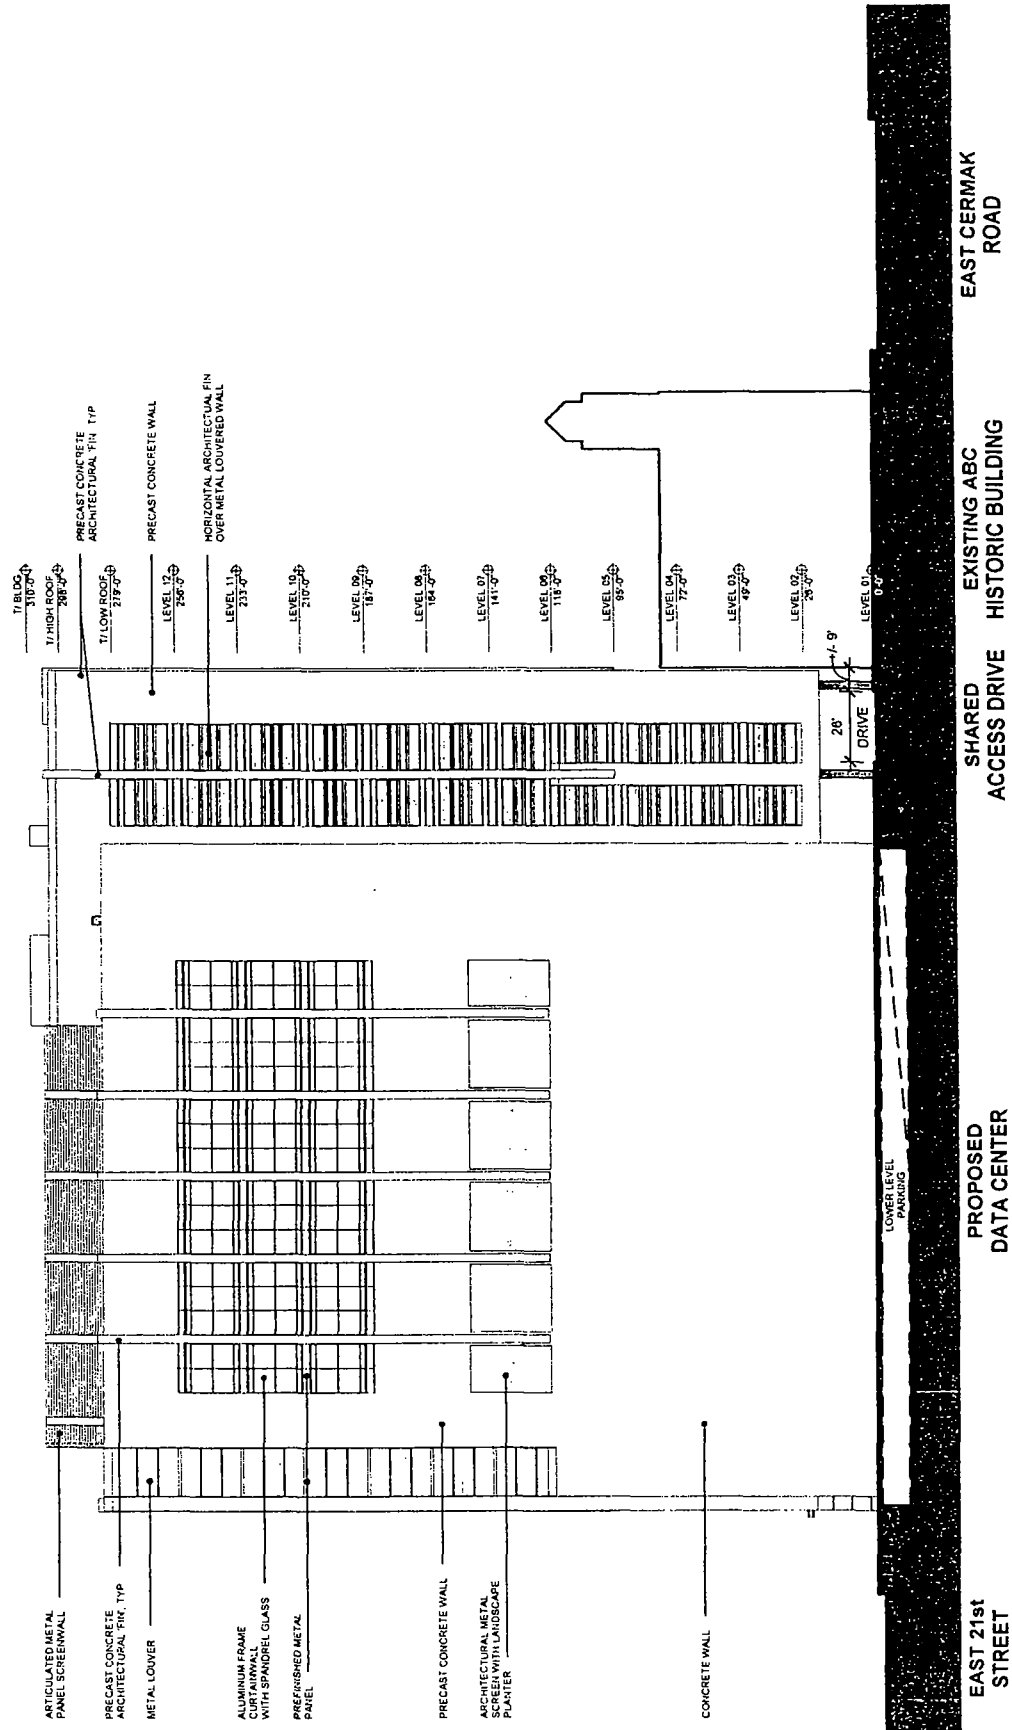 ARTICULATED METAL
PANEL SCREENWALL
PRECAST CONCRETE
ARCHITECTURAL 'FIN', TYP
METAL LOUVER
ALUMINUM FRAME
CURTAINWALL
WITH SPANDREL GLASS
PREFINISHED METAL
PANEL
PRECAST CONCRETE WALL
ARCHITECTURAL METAL
SCREEN WITH LANDSCAPE
PLANTER
CONCRETE WALL
PRECAST CONCRETE
ARCHITECTURAL 'FIN', TYP
PRECAST CONCRETE WALL
HORIZONTAL ARCHITECTUAL FIN
OVER METAL LOUVERED WALL
T/ BLDG
310'-0"
T/ HIGH ROOF
298'-4"
T/ LOW ROOF
279'-0"
LEVEL 12
256'-0"
LEVEL 11
233'-0"
LEVEL 10
210'-0"
LEVEL 09
187'-0"
LEVEL 08
164'-0"
LEVEL 07
141'-0"
LEVEL 06
118'-0"
LEVEL 05
95'-0"
LEVEL 04
72'-0"
LEVEL 03
49'-0"
LEVEL 02
26'-0"
LEVEL 01
0'-0"
+/- 9'
26'
DRIVE
LOWER LEVEL
PARKING
EAST 21st
STREET
PROPOSED
DATA CENTER
SHARED
ACCESS DRIVE
EXISTING ABC
HISTORIC BUILDING
EAST CERMAK
ROAD